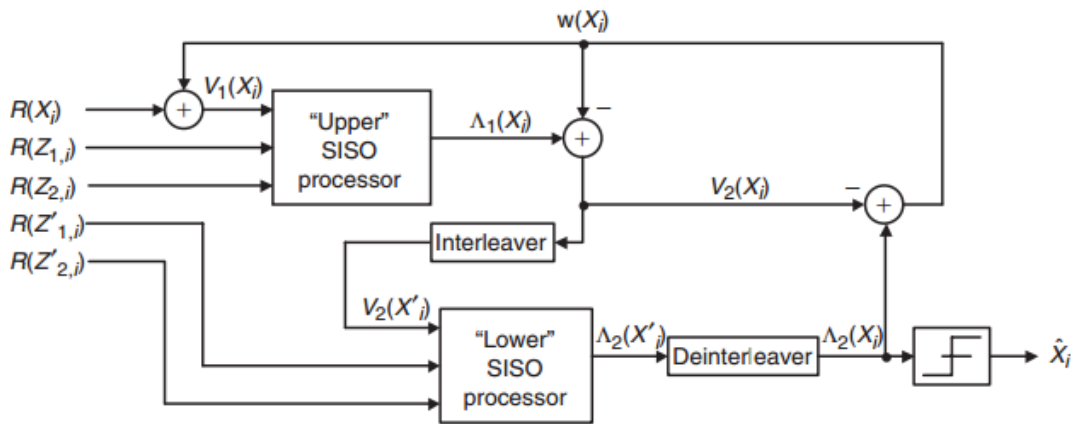 w(Xᵢ)
V₁(Xᵢ)
R(Xᵢ)
+
"Upper"
SISO
processor
Λ₁(Xᵢ)
−
+
R(Z₁,ᵢ)
R(Z₂,ᵢ)
V₂(Xᵢ)
−
+
R(Z'₁,ᵢ)
R(Z'₂,ᵢ)
Interleaver
V₂(X'ᵢ)
"Lower"
SISO
processor
Λ₂(X'ᵢ)
Deinterleaver
Λ₂(Xᵢ)
X̂ᵢ